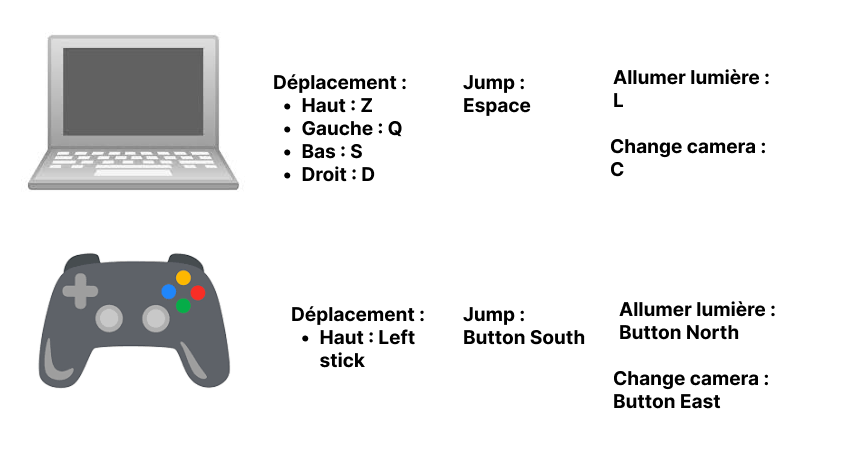 Déplacement :
• Haut : Z
• Gauche : Q
• Bas : S
• Droit : D
Jump :
Espace
Allumer lumière :
L
Change camera :
C
Déplacement :
• Haut : Left
stick
Jump :
Button South
Allumer lumière :
Button North
Change camera :
Button East